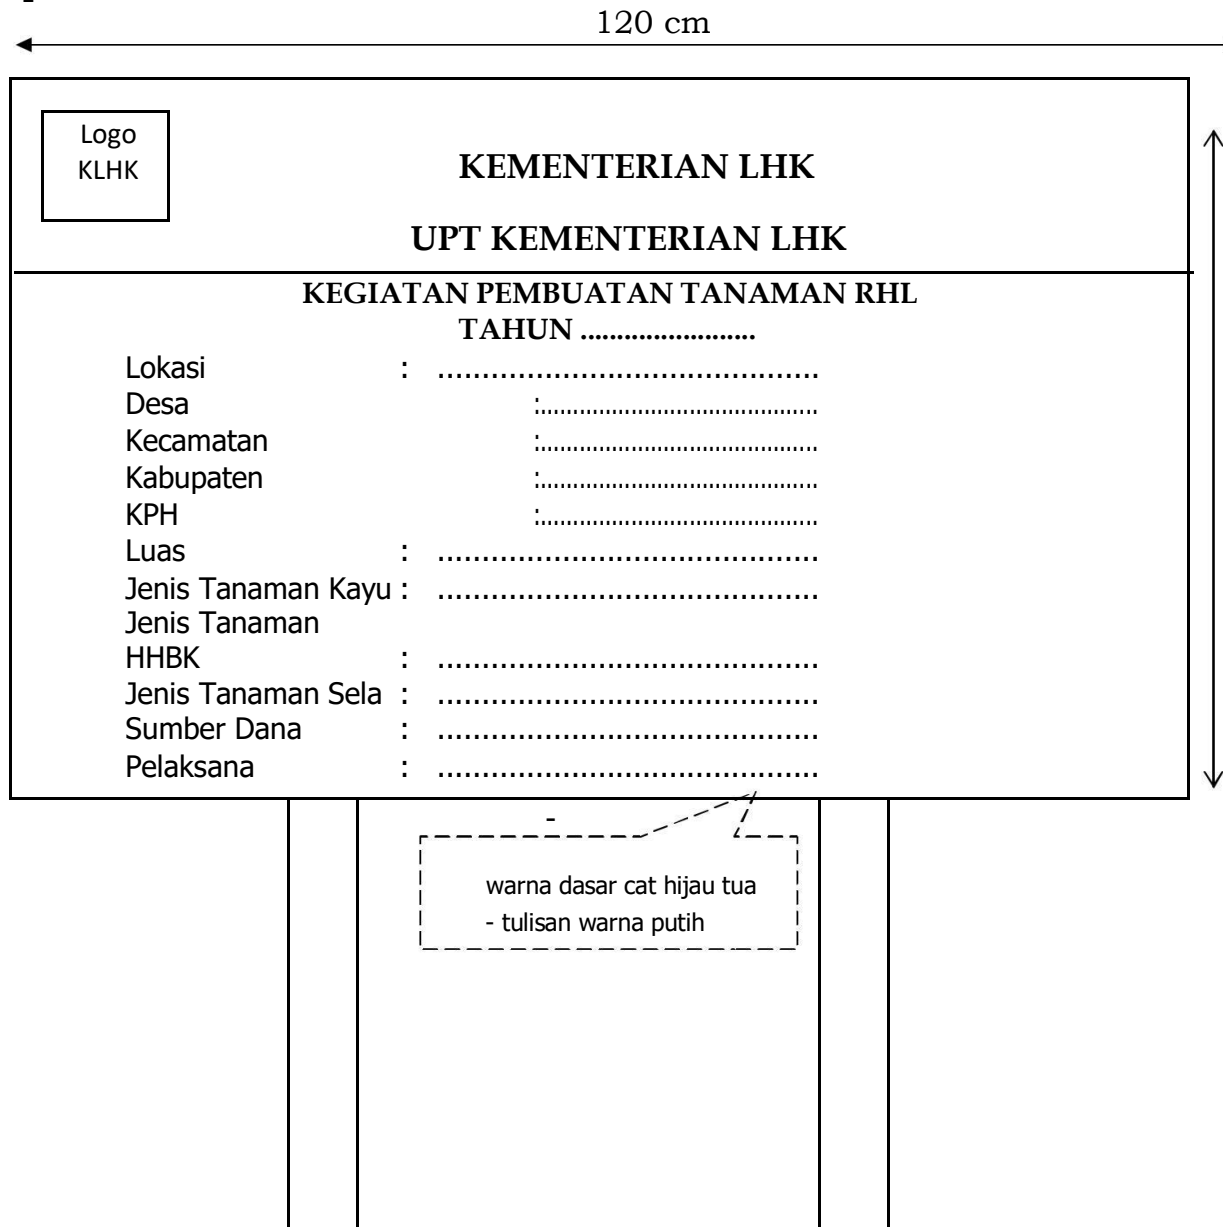 120 cm
Logo
KLHK
KEMENTERIAN LHK
UPT KEMENTERIAN LHK
KEGIATAN PEMBUATAN TANAMAN RHL
TAHUN ........................
Lokasi : ..........................................
Desa :...........................................
Kecamatan :...........................................
Kabupaten :...........................................
KPH :...........................................
Luas : ..........................................
Jenis Tanaman Kayu : ..........................................
Jenis Tanaman
HHBK : ..........................................
Jenis Tanaman Sela : ..........................................
Sumber Dana : ..........................................
Pelaksana : ..........................................
-
warna dasar cat hijau tua
- tulisan warna putih